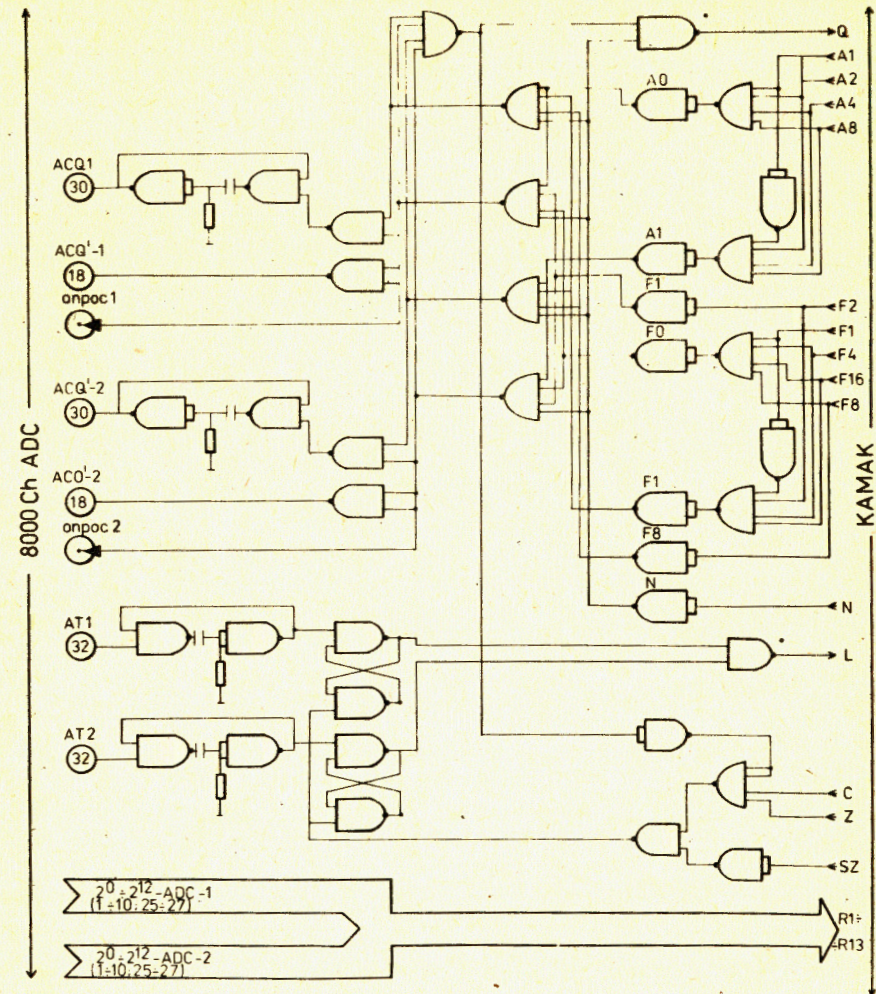 Q
A1
A2
A4
A8
A0
ACQ1
30
ACQ'-1
18
опрос 1
A1
F1
F0
F2
F1
F4
F16
F8
ACQ'-2
30
ACO'-2
18
опрос 2
F1
F8
N
N
AT1
32
L
AT2
32
C
Z
SZ
2⁰÷2¹²-ADC-1
(1÷10;25÷27)
2⁰÷2¹²-ADC-2
(1÷10;25÷27)
R1÷
÷R13
8000 Ch ADC
KAMAK